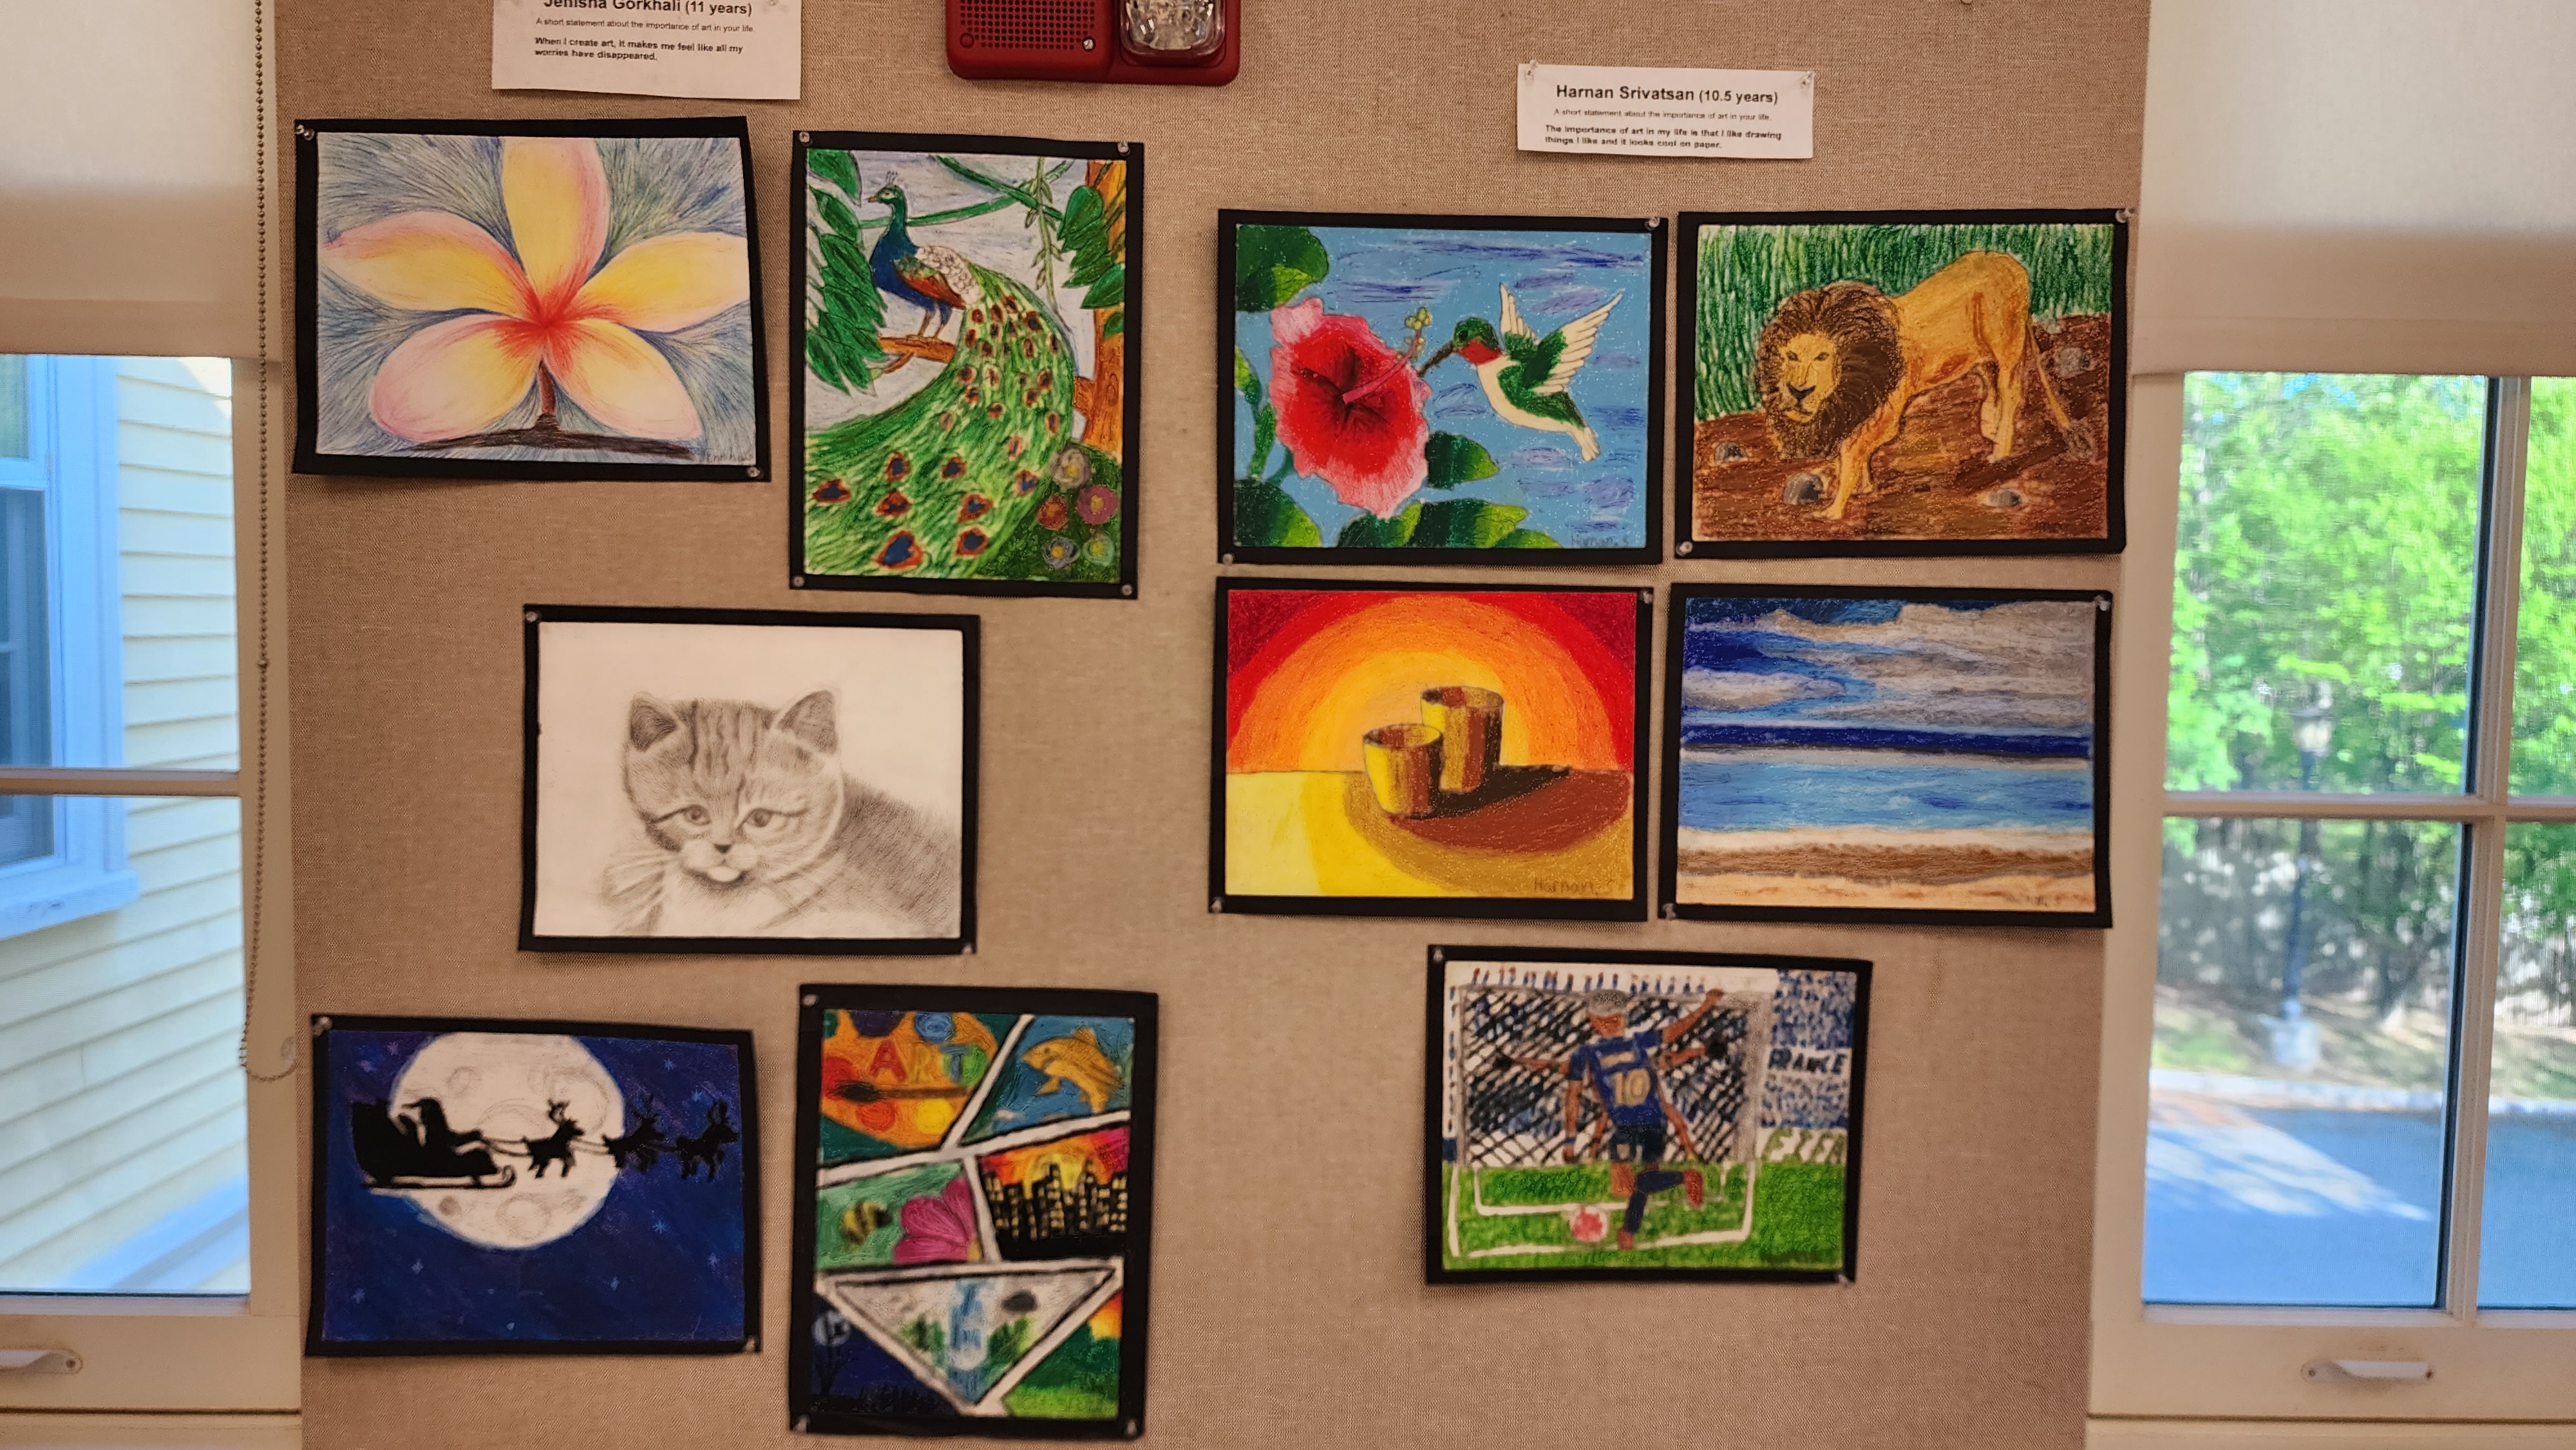 Jenisha Gorkhali (11 years)
A short statement about the importance of art in your life.
When I create art, it makes me feel like all my
worries have disappeared.
Harnan Srivatsan (10.5 years)
A short statement about the importance of art in your life.
The importance of art in my life is that I like drawing
things I like and it looks cool on paper.
Harnan.S
ART
10
FRANCE